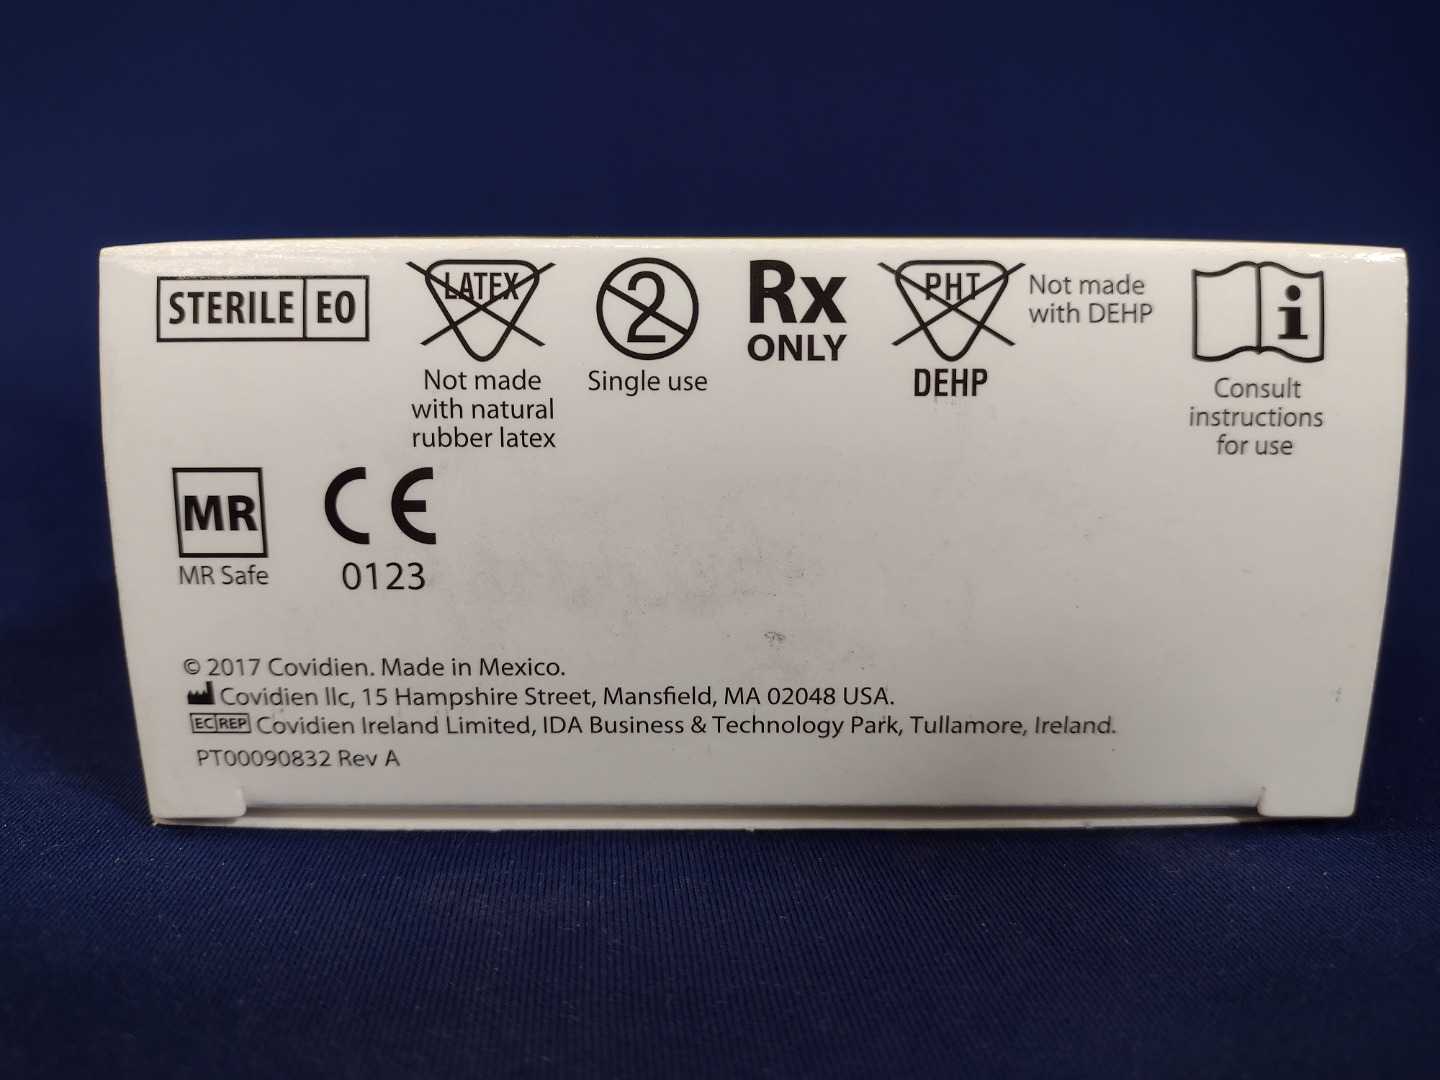 STERILE EO
LATEX
Not made
with natural
rubber latex
2
Single use
Rx
ONLY
PHT
DEHP
Not made
with DEHP
i
Consult
instructions
for use
MR
MR Safe
CE
0123
© 2017 Covidien. Made in Mexico.
Covidien llc, 15 Hampshire Street, Mansfield, MA 02048 USA.
EC REP Covidien Ireland Limited, IDA Business & Technology Park, Tullamore, Ireland.
PT00090832 Rev A